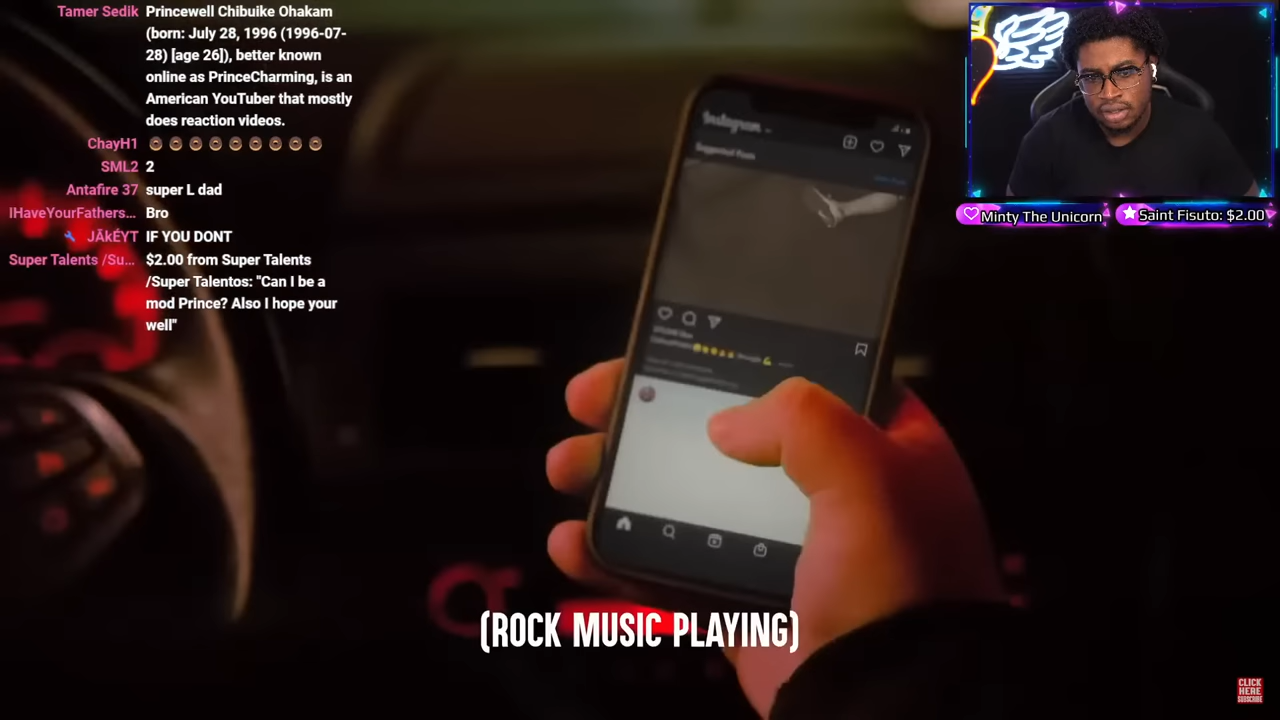 Tamer Sedik Princewell Chibuike Ohakam
(born: July 28, 1996 (1996-07-
28) [age 26]), better known
online as PrinceCharming, is an
American YouTuber that mostly
does reaction videos.
ChayH1
SML2 2
Antafire 37 super L dad
IHaveYourFathers... Bro
JÃkÉYT IF YOU DONT
Super Talents /Su... $2.00 from Super Talents
/Super Talentos: "Can I be a
mod Prince? Also I hope your
well"
Minty The Unicorn
Saint Fisuto: $2.00
Instagram
Suggested Posts
(ROCK MUSIC PLAYING)
CLICK
HERE
SUBSCRIBE